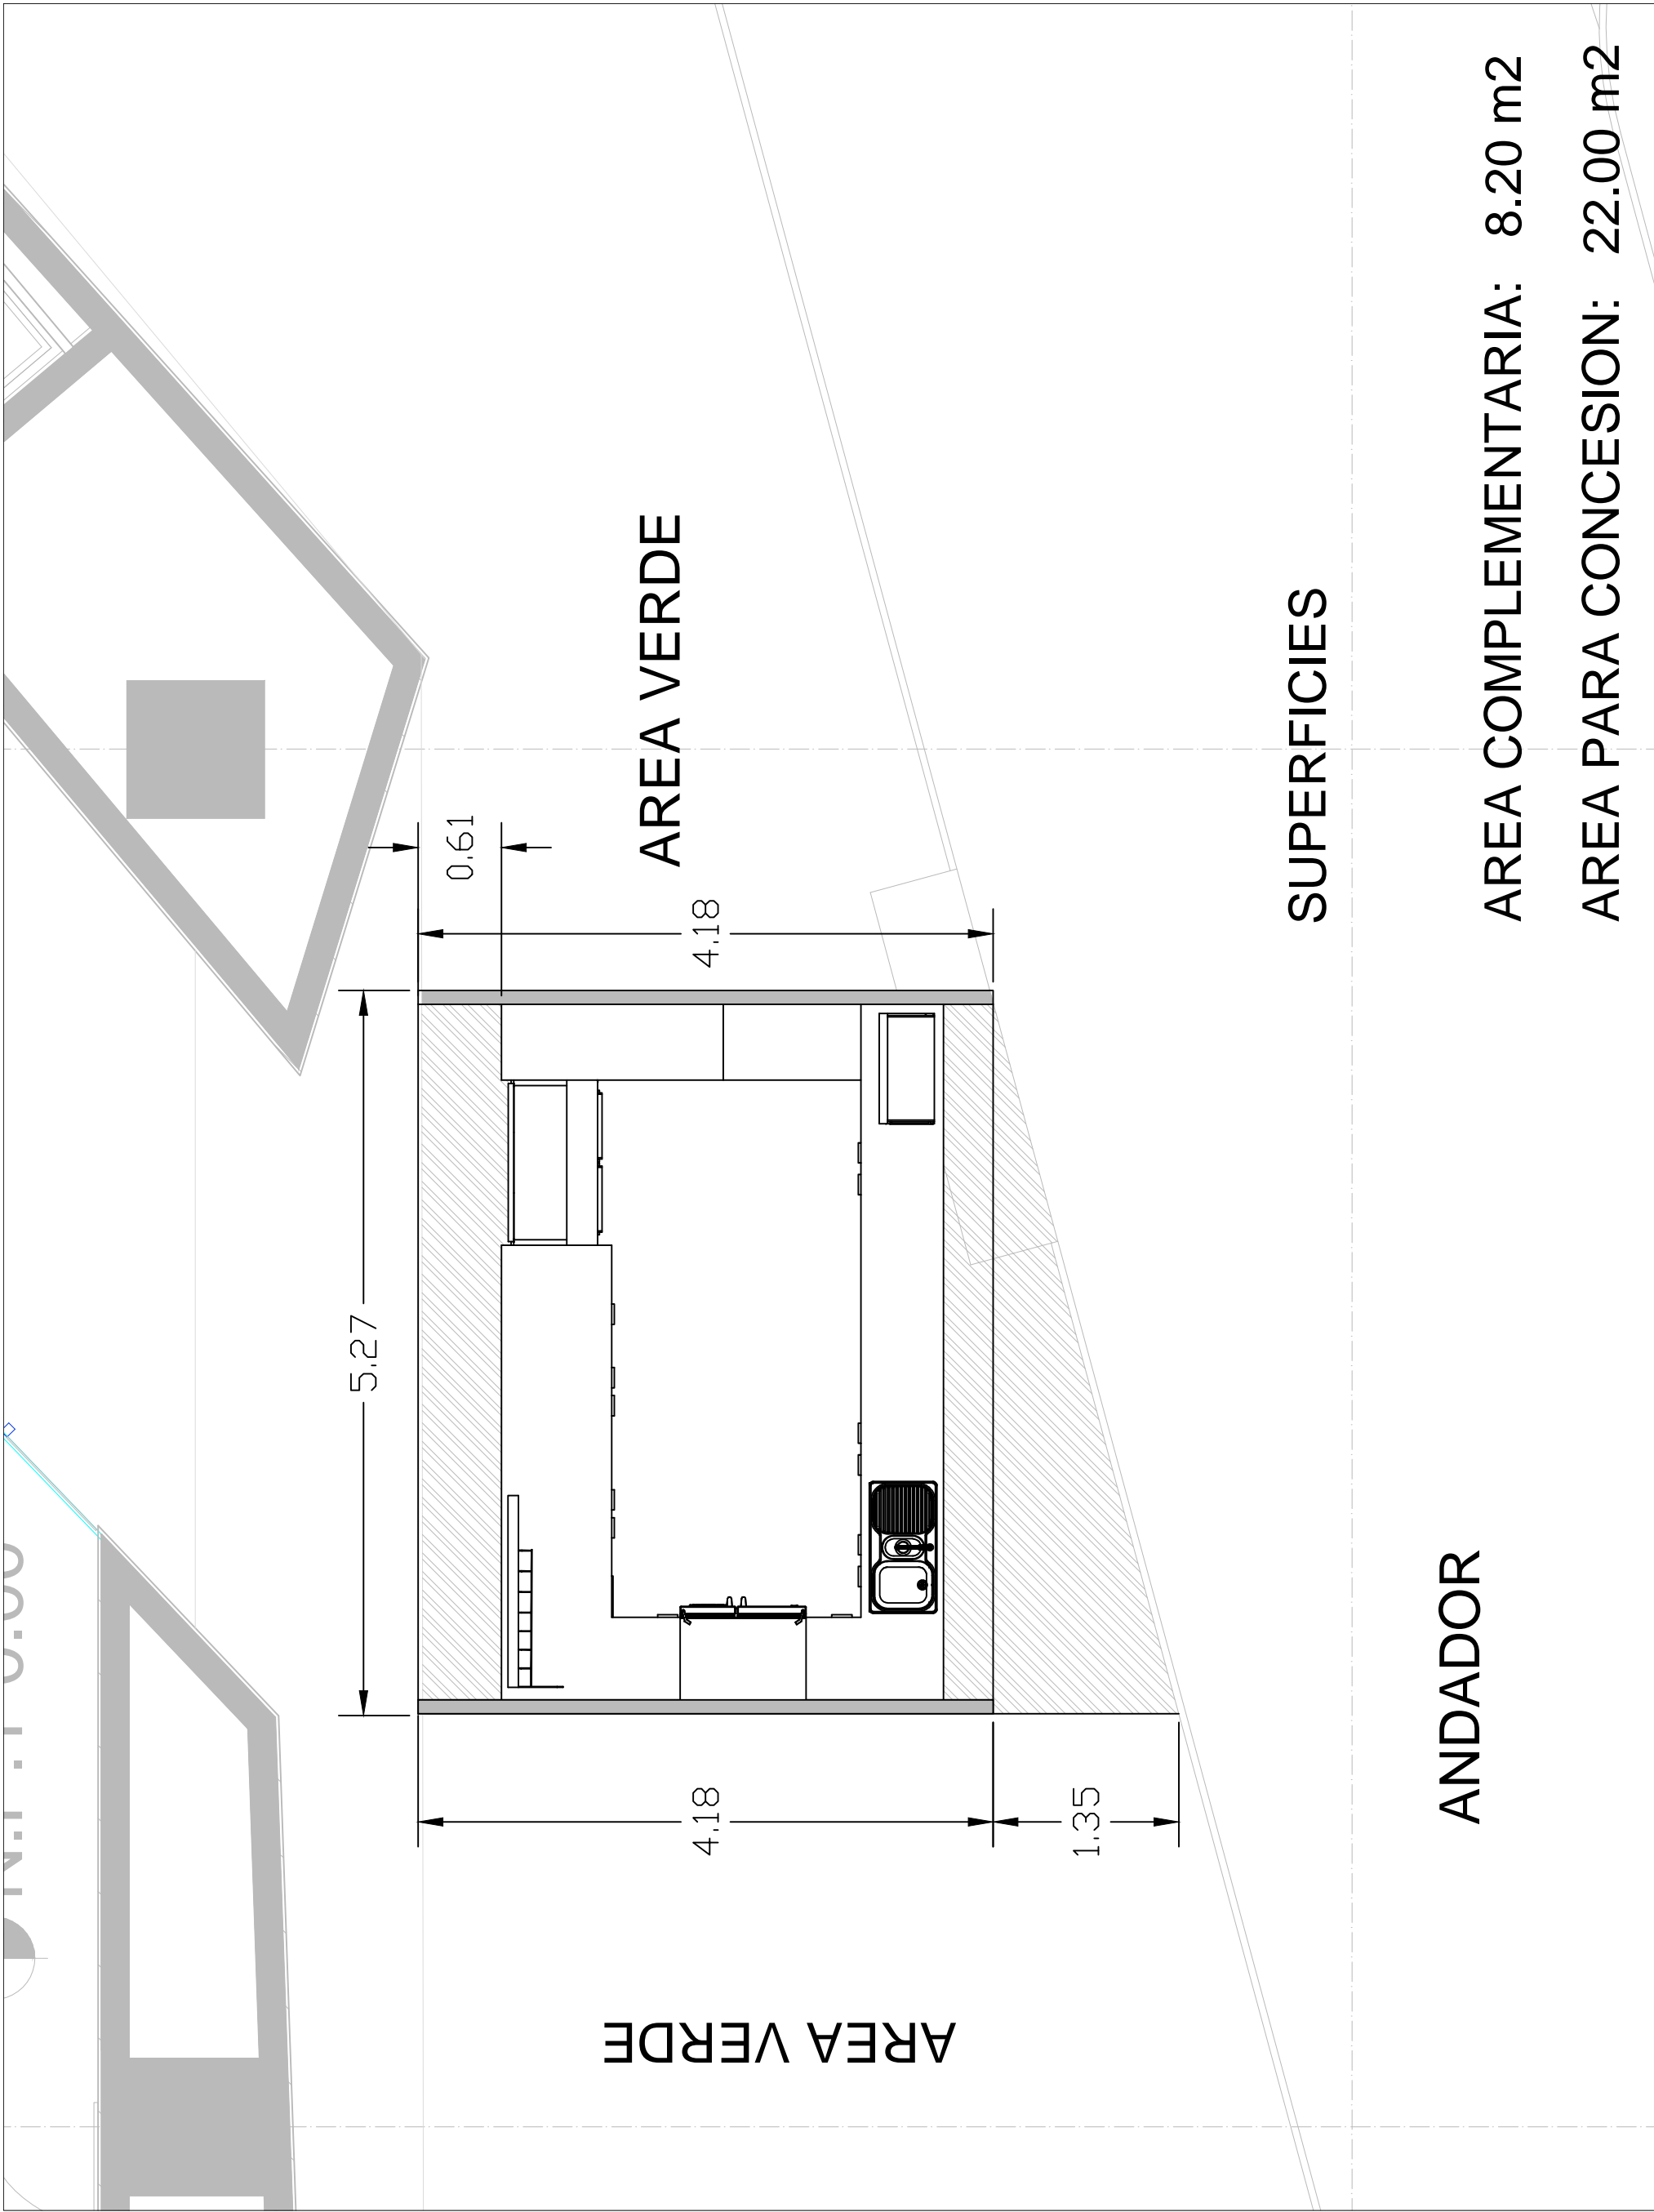 AREA VERDE
0.61
4.18
5.27
4.18
1.35
AREA VERDE
SUPERFICIES
AREA COMPLEMENTARIA: 8.20 m2
AREA PARA CONCESION: 22.00 m2
ANDADOR